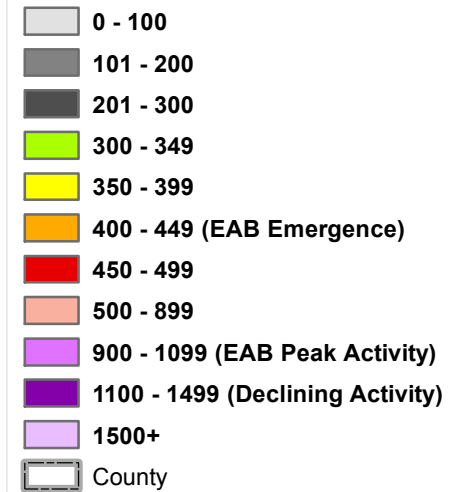 0 - 100
101 - 200
201 - 300
300 - 349
350 - 399
400 - 449 (EAB Emergence)
450 - 499
500 - 899
900 - 1099 (EAB Peak Activity)
1100 - 1499 (Declining Activity)
1500+
County